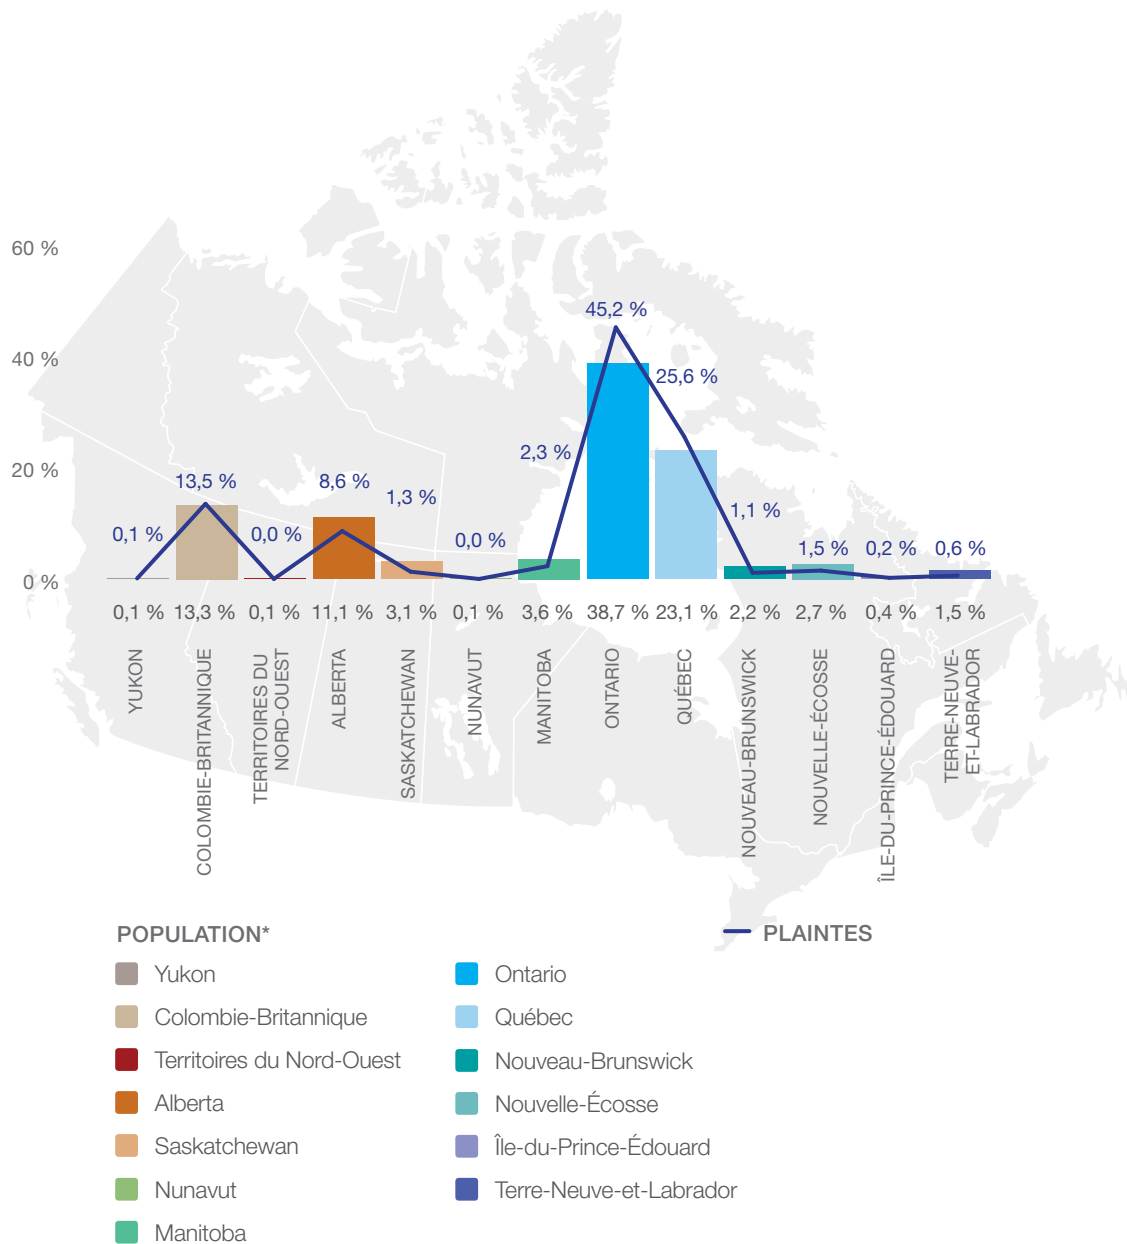 60 %
40 %
20 %
0 %
0,1 %
13,5 %
0,0 %
8,6 %
1,3 %
0,0 %
2,3 %
45,2 %
25,6 %
1,1 %
1,5 %
0,2 %
0,6 %
0,1 % 13,3 % 0,1 % 11,1 % 3,1 % 0,1 % 3,6 % 38,7 % 23,1 % 2,2 % 2,7 % 0,4 % 1,5 %
YUKON
COLOMBIE-BRITANNIQUE
TERRITOIRES DU
NORD-OUEST
ALBERTA
SASKATCHEWAN
NUNAVUT
MANITOBA
ONTARIO
QUÉBEC
NOUVEAU-BRUNSWICK
NOUVELLE-ÉCOSSE
ÎLE-DU-PRINCE-ÉDOUARD
TERRE-NEUVE-
ET-LABRADOR
POPULATION*
Yukon
Colombie-Britannique
Territoires du Nord-Ouest
Alberta
Saskatchewan
Nunavut
Manitoba
Ontario
Québec
Nouveau-Brunswick
Nouvelle-Écosse
Île-du-Prince-Édouard
Terre-Neuve-et-Labrador
PLAINTES